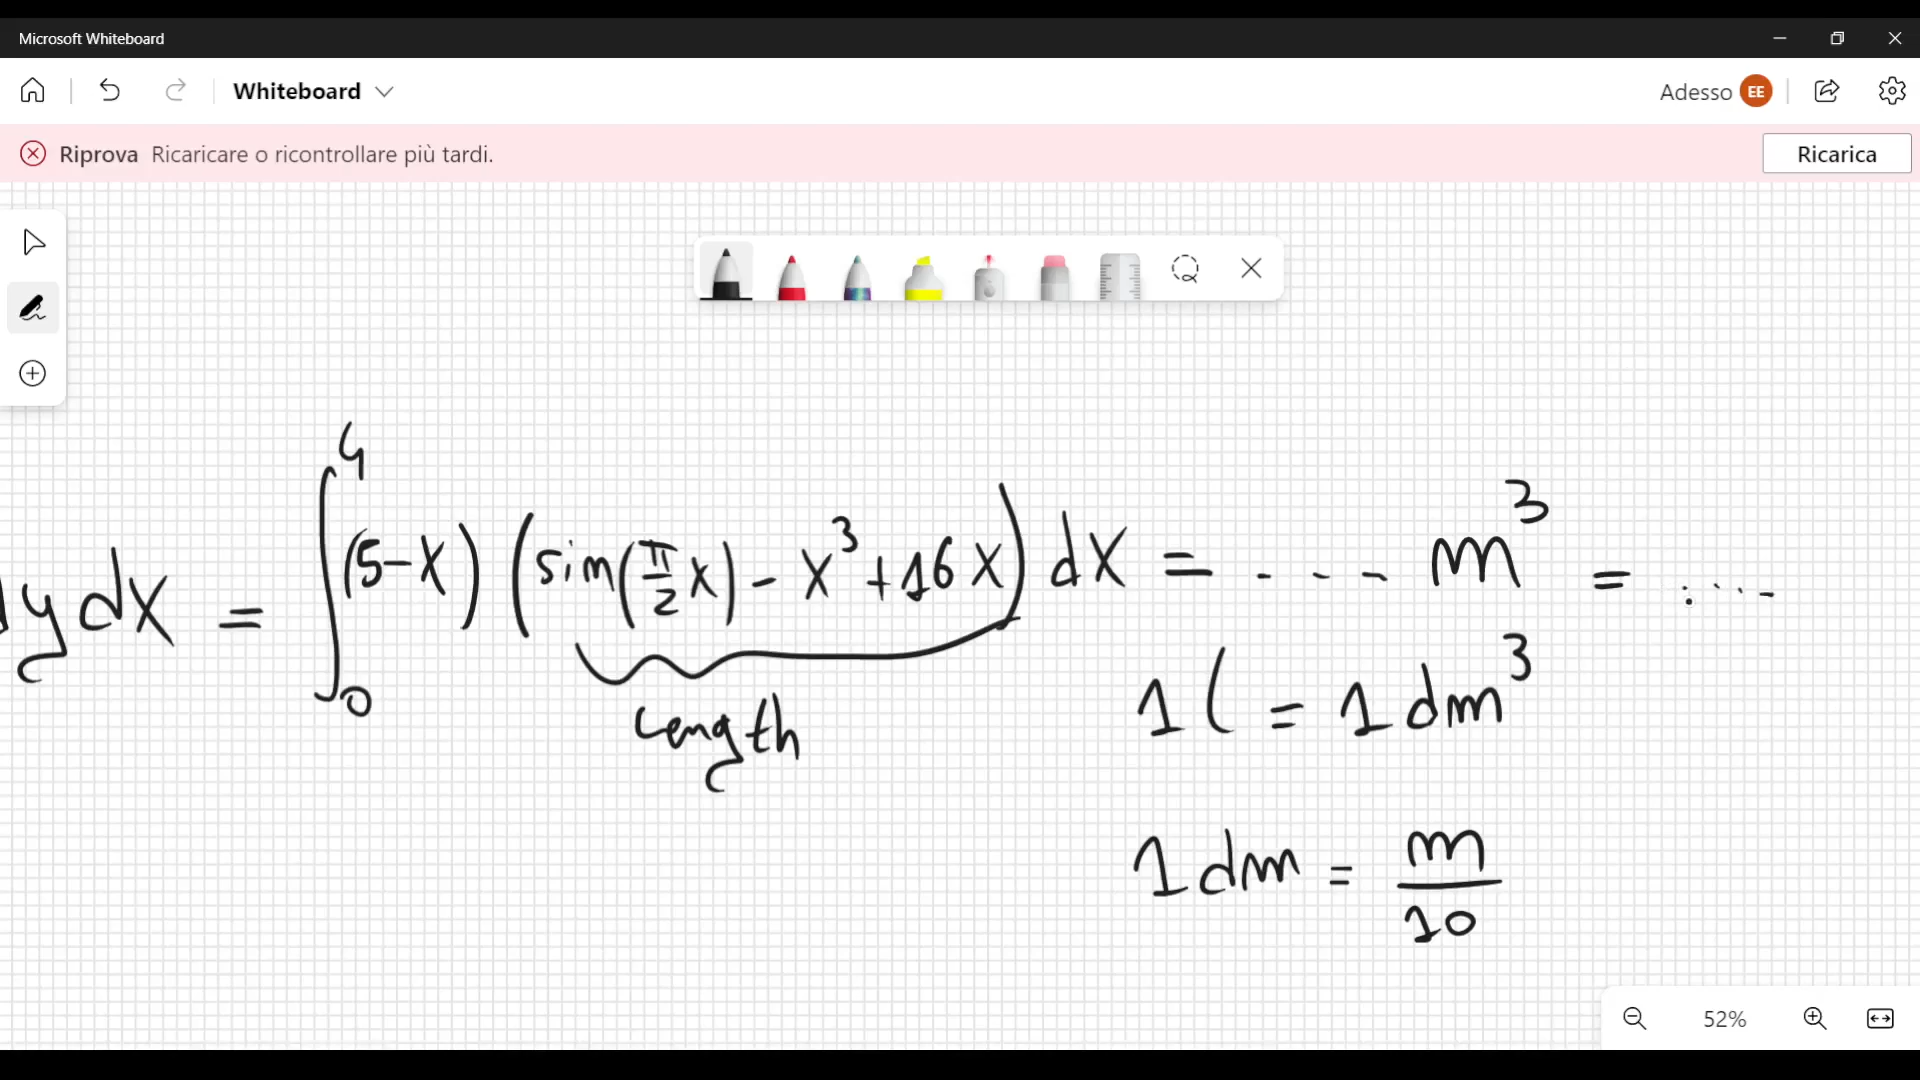 Microsoft Whiteboard
Whiteboard
Adesso EE
Riprova Ricaricare o ricontrollare più tardi.
Ricarica
y dx = ∫₀⁴ (5-x) (sin(π/2 x) - x³ + 16x) dx = .... m³ = ....
length
1 l = 1 dm³
1 dm = m/10
52%